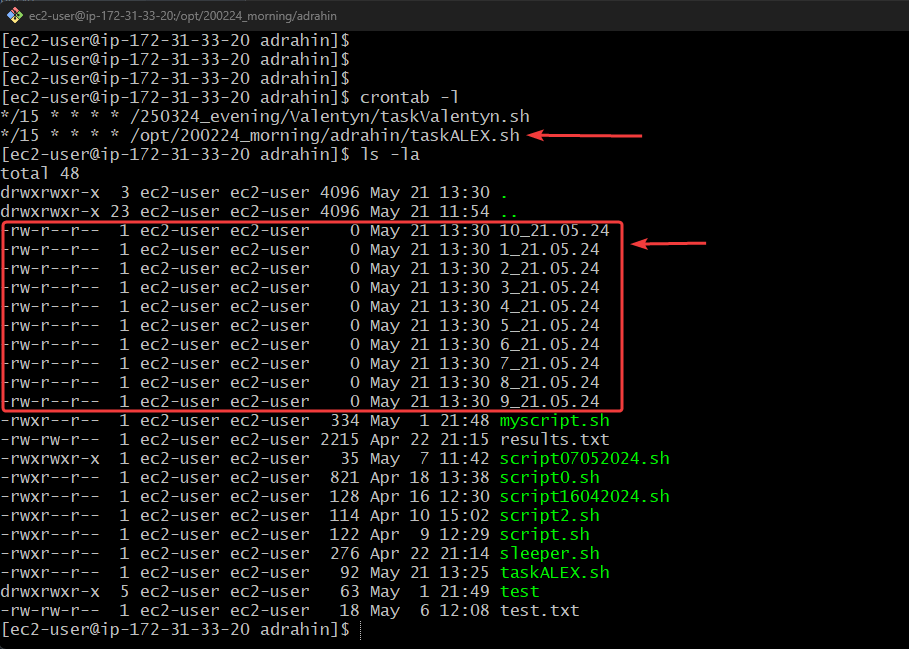 ec2-user@ip-172-31-33-20:/opt/200224_morning/adrahin
[ec2-user@ip-172-31-33-20 adrahin]$
[ec2-user@ip-172-31-33-20 adrahin]$
[ec2-user@ip-172-31-33-20 adrahin]$
[ec2-user@ip-172-31-33-20 adrahin]$ crontab -l
*/15 * * * * /250324_evening/Valentyn/taskValentyn.sh
*/15 * * * * /opt/200224_morning/adrahin/taskALEX.sh
[ec2-user@ip-172-31-33-20 adrahin]$ ls -la
total 48
drwxrwxr-x  3 ec2-user ec2-user 4096 May 21 13:30 .
drwxrwxr-x 23 ec2-user ec2-user 4096 May 21 11:54 ..
-rw-r--r--  1 ec2-user ec2-user    0 May 21 13:30 10_21.05.24
-rw-r--r--  1 ec2-user ec2-user    0 May 21 13:30 1_21.05.24
-rw-r--r--  1 ec2-user ec2-user    0 May 21 13:30 2_21.05.24
-rw-r--r--  1 ec2-user ec2-user    0 May 21 13:30 3_21.05.24
-rw-r--r--  1 ec2-user ec2-user    0 May 21 13:30 4_21.05.24
-rw-r--r--  1 ec2-user ec2-user    0 May 21 13:30 5_21.05.24
-rw-r--r--  1 ec2-user ec2-user    0 May 21 13:30 6_21.05.24
-rw-r--r--  1 ec2-user ec2-user    0 May 21 13:30 7_21.05.24
-rw-r--r--  1 ec2-user ec2-user    0 May 21 13:30 8_21.05.24
-rw-r--r--  1 ec2-user ec2-user    0 May 21 13:30 9_21.05.24
-rwxr--r--  1 ec2-user ec2-user  334 May  1 21:48 myscript.sh
-rw-rw-r--  1 ec2-user ec2-user 2215 Apr 22 21:15 results.txt
-rwxrwxr-x  1 ec2-user ec2-user   35 May  7 11:42 script07052024.sh
-rwxr--r--  1 ec2-user ec2-user  821 Apr 18 13:38 script0.sh
-rwxr--r--  1 ec2-user ec2-user  128 Apr 16 12:30 script16042024.sh
-rwxr--r--  1 ec2-user ec2-user  114 Apr 10 15:02 script2.sh
-rwxr--r--  1 ec2-user ec2-user  122 Apr  9 12:29 script.sh
-rwxr--r--  1 ec2-user ec2-user  276 Apr 22 21:14 sleeper.sh
-rwxr--r--  1 ec2-user ec2-user   92 May 21 13:25 taskALEX.sh
drwxrwxr-x  5 ec2-user ec2-user   63 May  1 21:49 test
-rw-rw-r--  1 ec2-user ec2-user   18 May  6 12:08 test.txt
[ec2-user@ip-172-31-33-20 adrahin]$